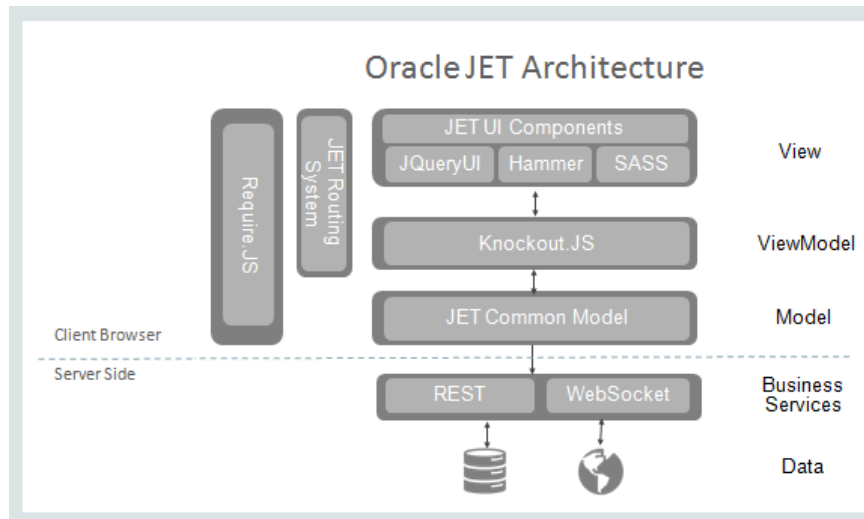 Oracle JET Architecture
Require.JS
JET Routing
System
JET UI Components
JQueryUI
Hammer
SASS
View
Knockout.JS
ViewModel
JET Common Model
Model
Client Browser
Server Side
REST
WebSocket
Business
Services
Data